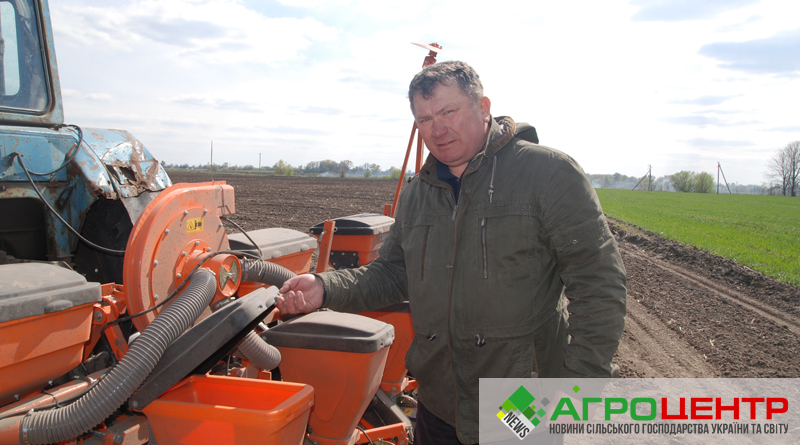 АГРОЦЕНТР
NEWS
НОВИНИ СІЛЬСЬКОГО ГОСПОДАРСТВА УКРАЇНИ ТА СВІТУ